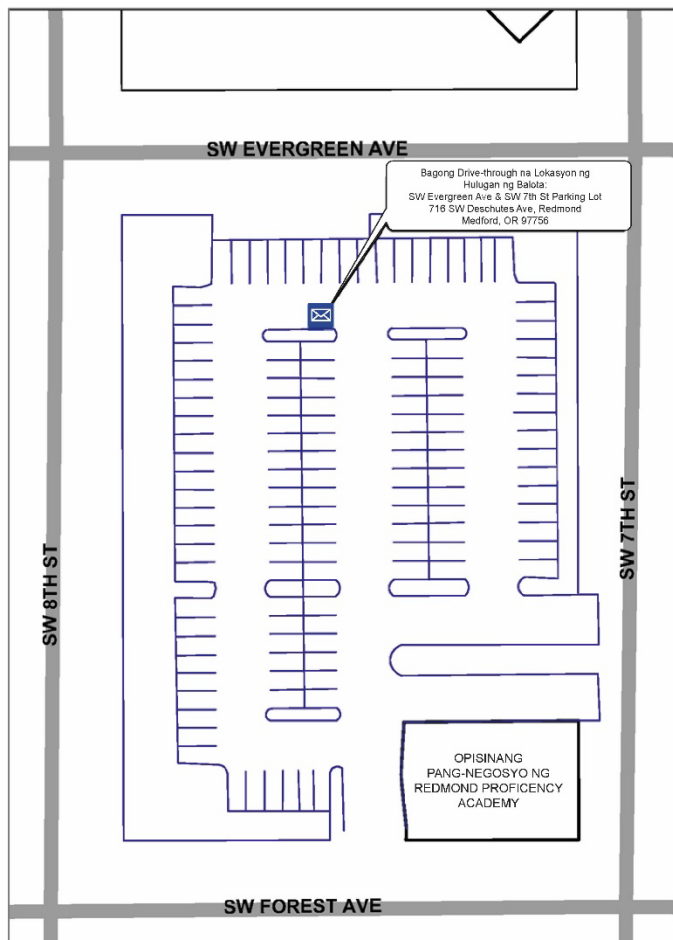 SW EVERGREEN AVE
Bagong Drive-through na Lokasyon ng
Hulugan ng Balota:
SW Evergreen Ave & SW 7th St Parking Lot
716 SW Deschutes Ave, Redmond
Medford, OR 97756
SW 8TH ST
SW 7TH ST
OPISINANG
PANG-NEGOSYO NG
REDMOND PROFICENCY
ACADEMY
SW FOREST AVE